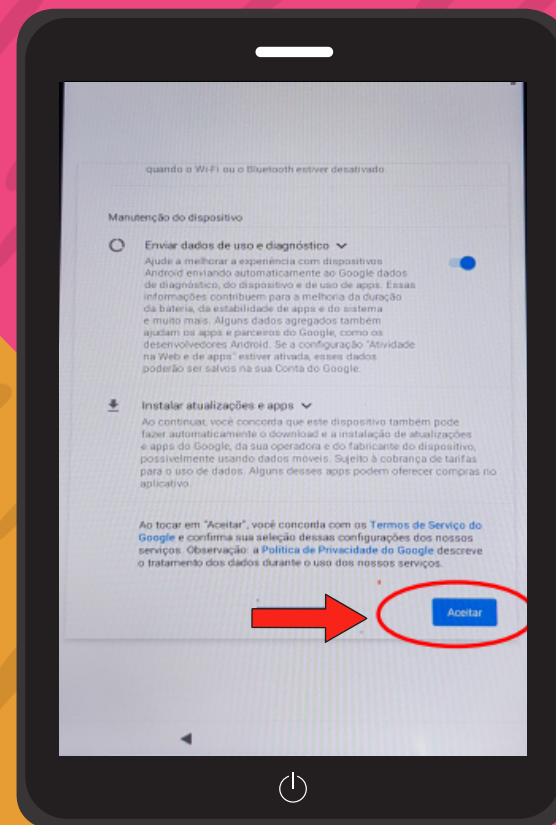 quando o Wi-Fi ou o Bluetooth estiver desativado.
Manutenção do dispositivo
Enviar dados de uso e diagnóstico
Ajude a melhorar a experiência com dispositivos
Android enviando automaticamente ao Google dados
de diagnóstico, do dispositivo e de uso de apps. Essas
informações contribuem para a melhoria da duração
da bateria, da estabilidade de apps e do sistema
e muito mais. Alguns dados agregados também
ajudam os apps e parceiros do Google, como os
desenvolvedores Android. Se a configuração "Atividade
na Web e de apps" estiver ativada, esses dados
poderão ser salvos na sua Conta do Google.
Instalar atualizações e apps
Ao continuar, você concorda que este dispositivo também pode
fazer automaticamente o download e a instalação de atualizações
e apps do Google, da sua operadora e do fabricante do dispositivo,
possivelmente usando dados móveis. Sujeito à cobrança de tarifas
para o uso de dados. Alguns desses apps podem oferecer compras no
aplicativo.
Ao tocar em "Aceitar", você concorda com os Termos de Serviço do
Google e confirma sua seleção dessas configurações dos nossos
serviços. Observação: a Política de Privacidade do Google descreve
o tratamento dos dados durante o uso dos nossos serviços.
Aceitar